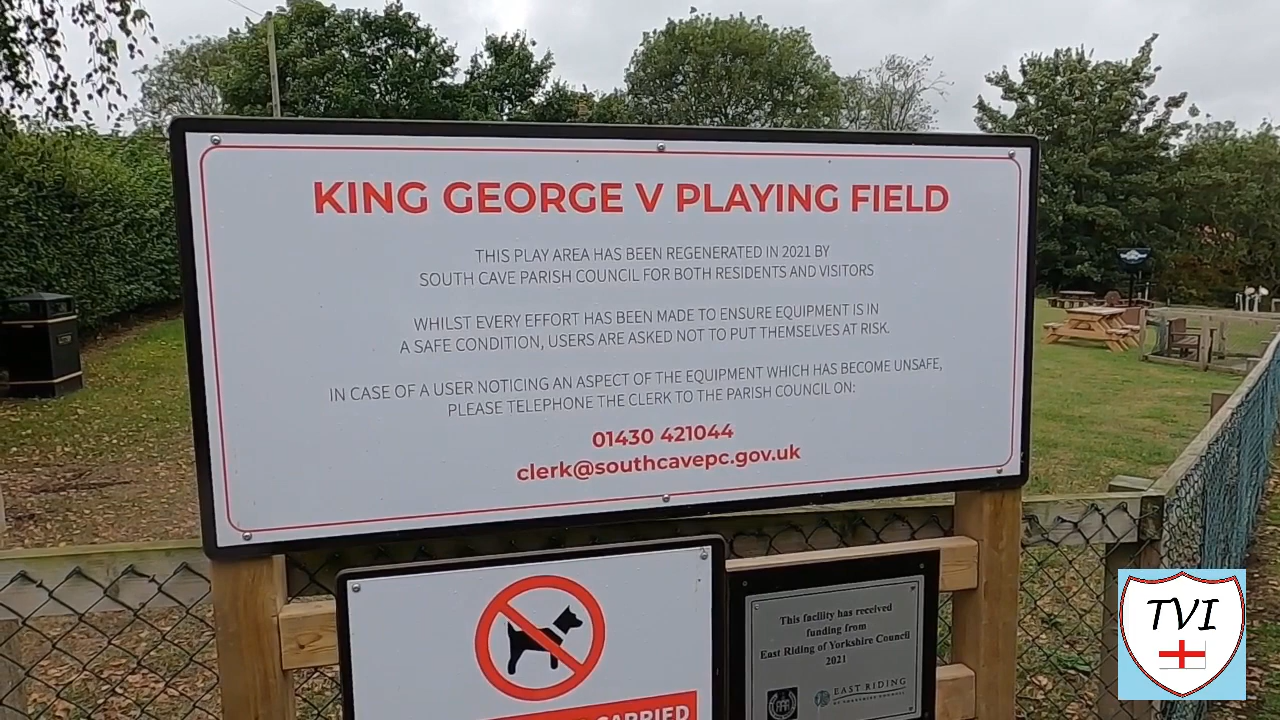 KING GEORGE V PLAYING FIELD
THIS PLAY AREA HAS BEEN REGENERATED IN 2021 BY
SOUTH CAVE PARISH COUNCIL FOR BOTH RESIDENTS AND VISITORS
WHILST EVERY EFFORT HAS BEEN MADE TO ENSURE EQUIPMENT IS IN
A SAFE CONDITION, USERS ARE ASKED NOT TO PUT THEMSELVES AT RISK.
IN CASE OF A USER NOTICING AN ASPECT OF THE EQUIPMENT WHICH HAS BECOME UNSAFE,
PLEASE TELEPHONE THE CLERK TO THE PARISH COUNCIL ON:
01430 421044
clerk@southcavepc.gov.uk
CARRIED
This facility has received
funding from
East Riding of Yorkshire Council
2021
EAST RIDING
OF YORKSHIRE COUNCIL
TVI